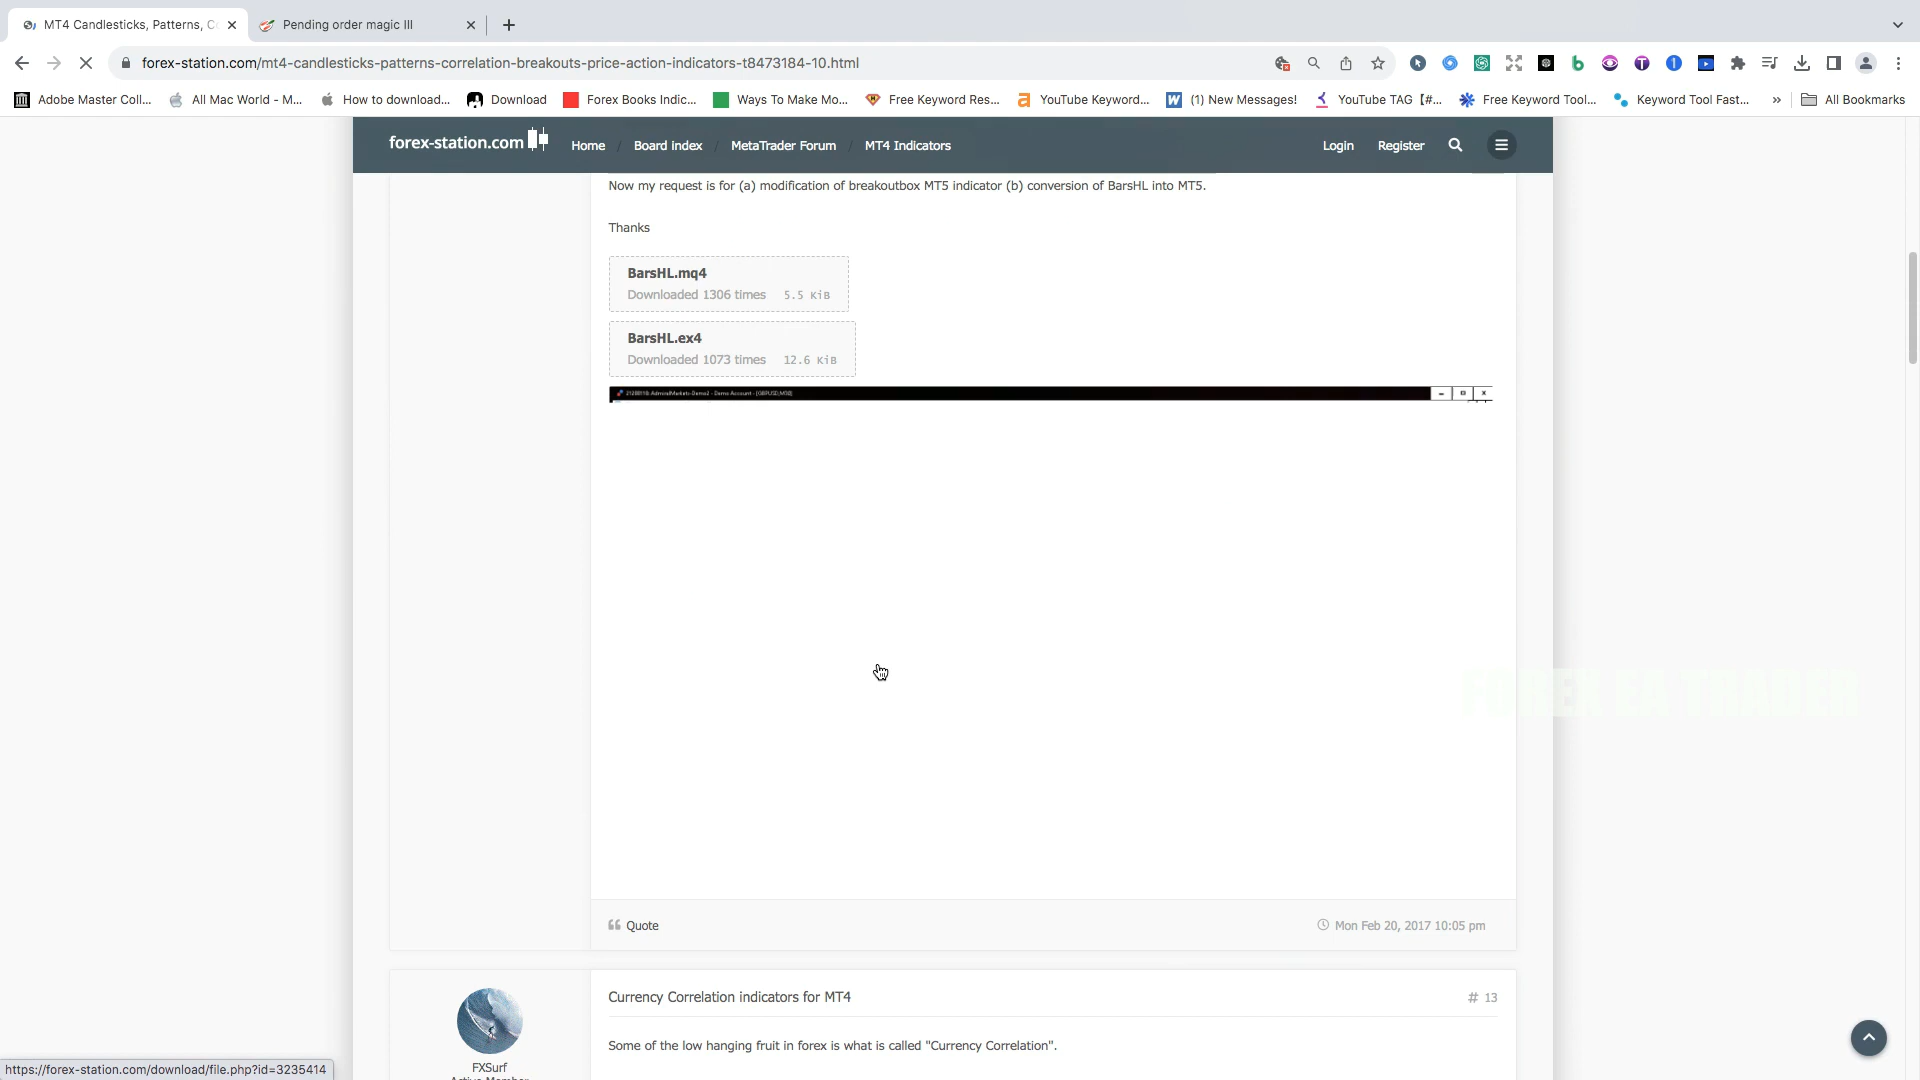 MT4 Candlesticks, Patterns, C
Pending order magic III
forex-station.com/mt4-candlesticks-patterns-correlation-breakouts-price-action-indicators-t8473184-10.html
Adobe Master Coll...
All Mac World - M...
How to download...
Download
Forex Books Indic...
Ways To Make Mo...
Free Keyword Res...
YouTube Keyword...
(1) New Messages!
YouTube TAG【#...
Free Keyword Tool...
Keyword Tool Fast...
»
All Bookmarks
forex-station.com
Home / Board index / MetaTrader Forum / MT4 Indicators
Login
Register
Now my request is for (a) modification of breakoutbox MT5 indicator (b) conversion of BarsHL into MT5.
Thanks
BarsHL.mq4
Downloaded 1306 times 5.5 KiB
BarsHL.ex4
Downloaded 1073 times 12.6 KiB
FOREX EA TRADER
Quote
Mon Feb 20, 2017 10:05 pm
Currency Correlation indicators for MT4
# 13
Some of the low hanging fruit in forex is what is called "Currency Correlation".
FXSurf
Active Member
https://forex-station.com/download/file.php?id=3235414